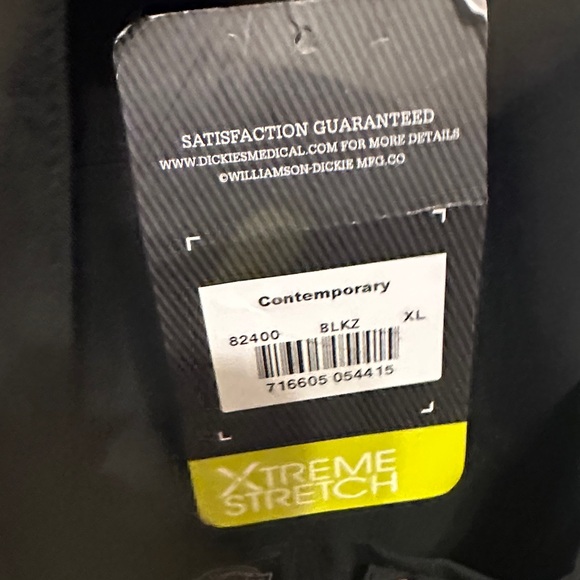 SATISFACTION GUARANTEED
WWW.DICKIESMEDICAL.COM FOR MORE DETAILS
©WILLIAMSON-DICKIE MFG.CO
Contemporary
82400 BLKZ XL
716605 054415
XTREME
STRETCH